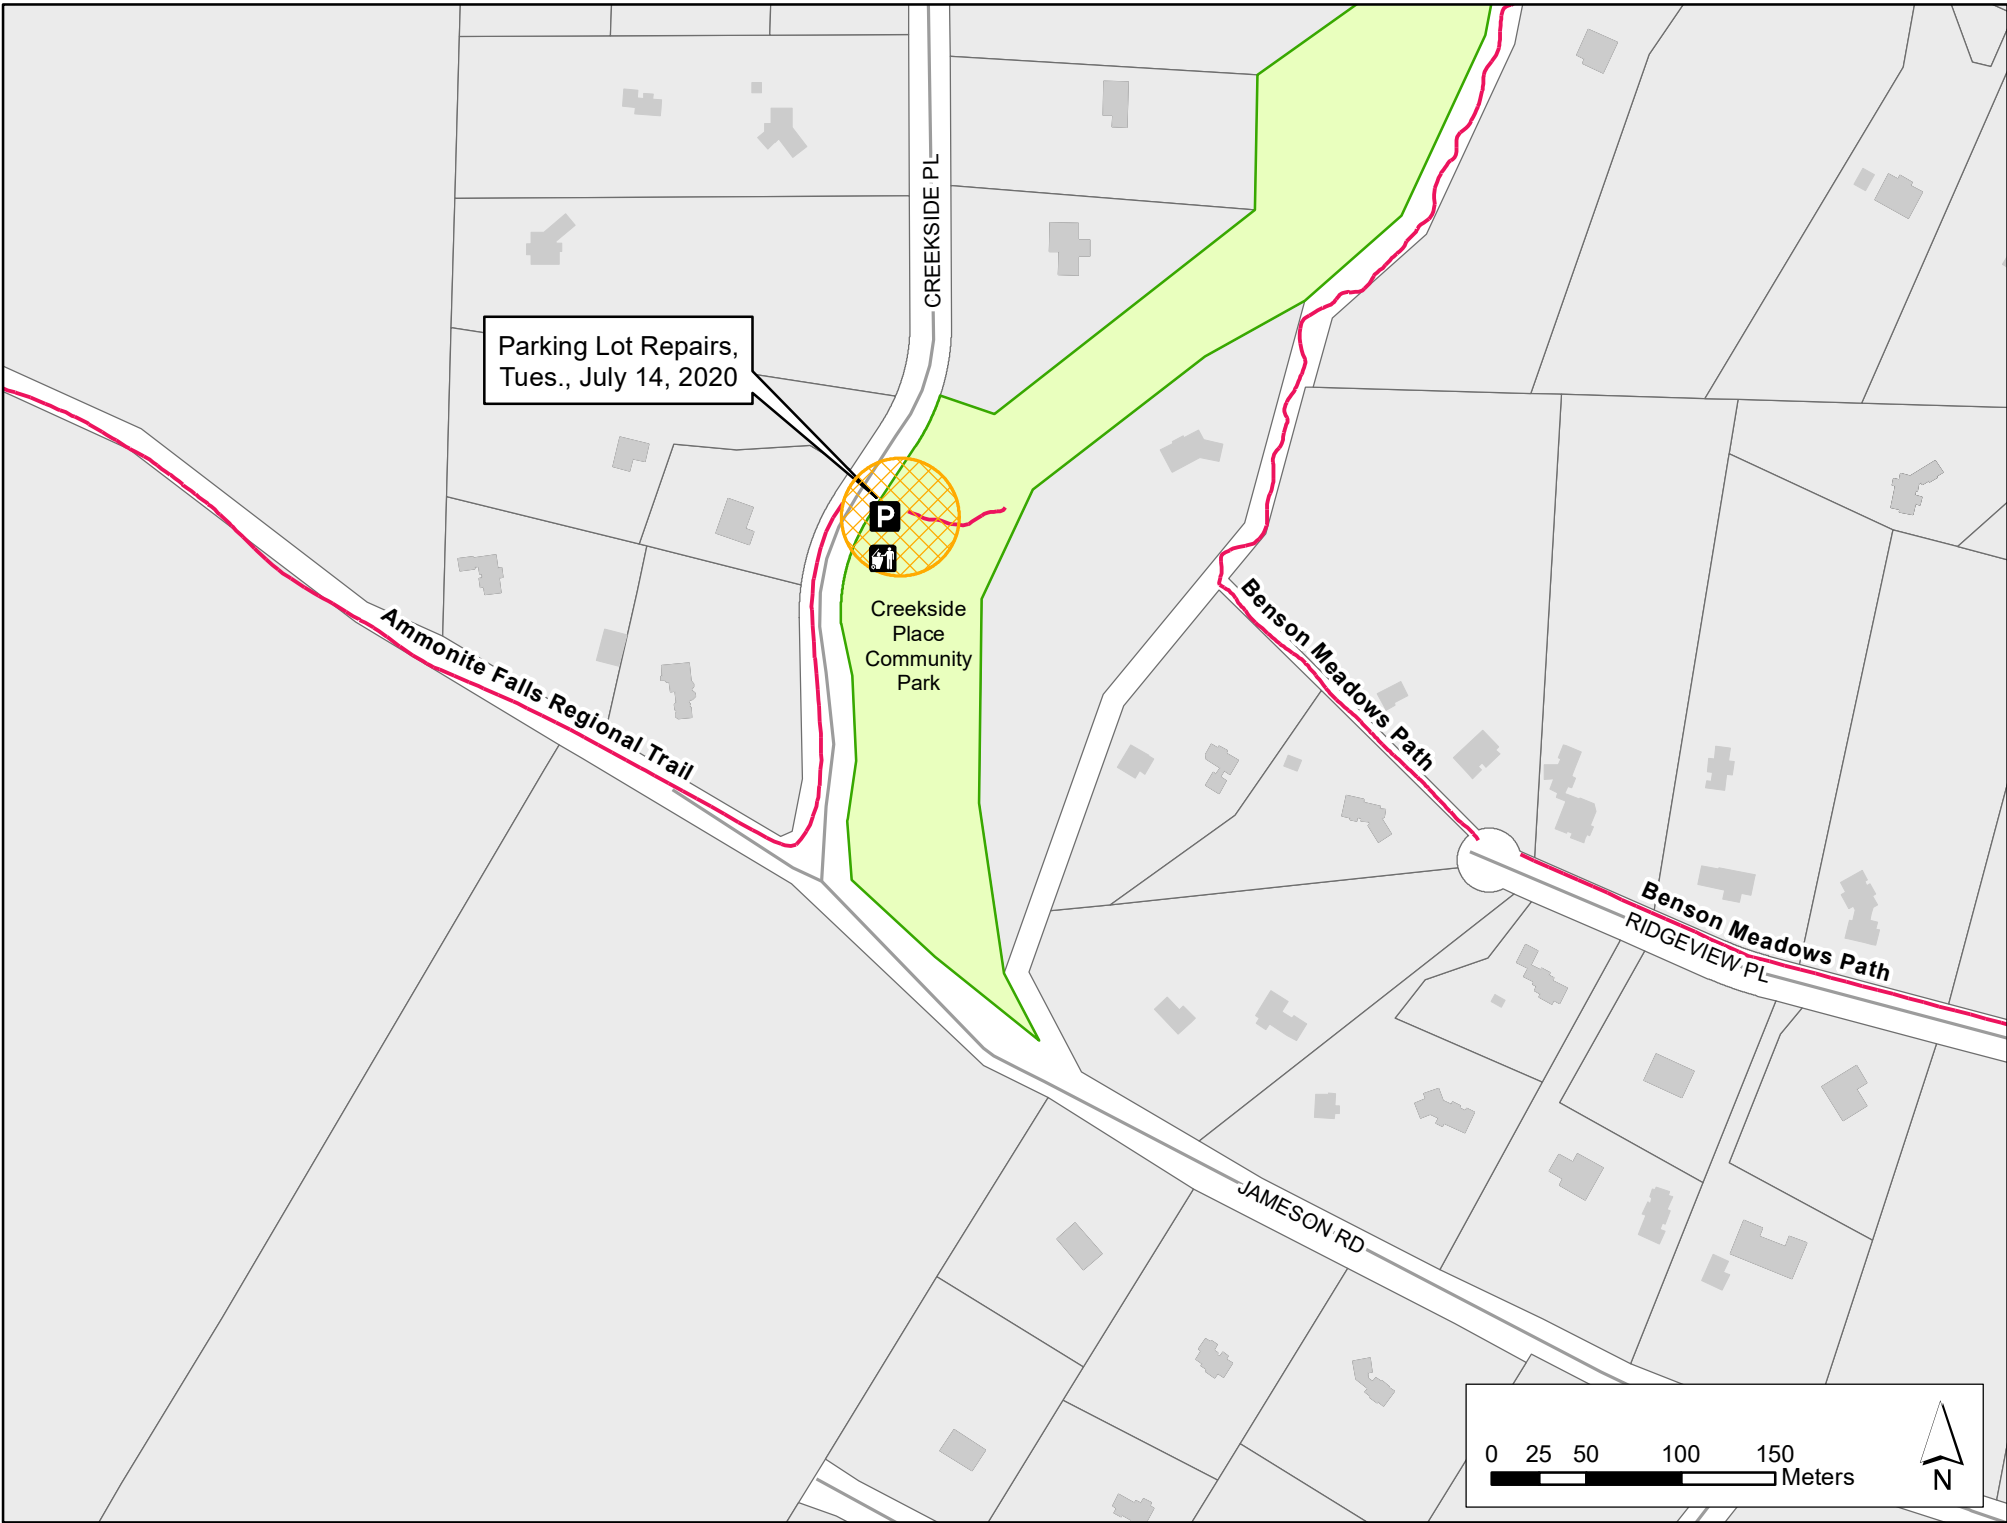 CREEKSIDE PL
Parking Lot Repairs,
Tues., July 14, 2020
P
Creekside
Place
Community
Park
Ammonite Falls Regional Trail
Benson Meadows Path
Benson Meadows Path
RIDGEVIEW PL
JAMESON RD
0 25 50 100 150
Meters
N